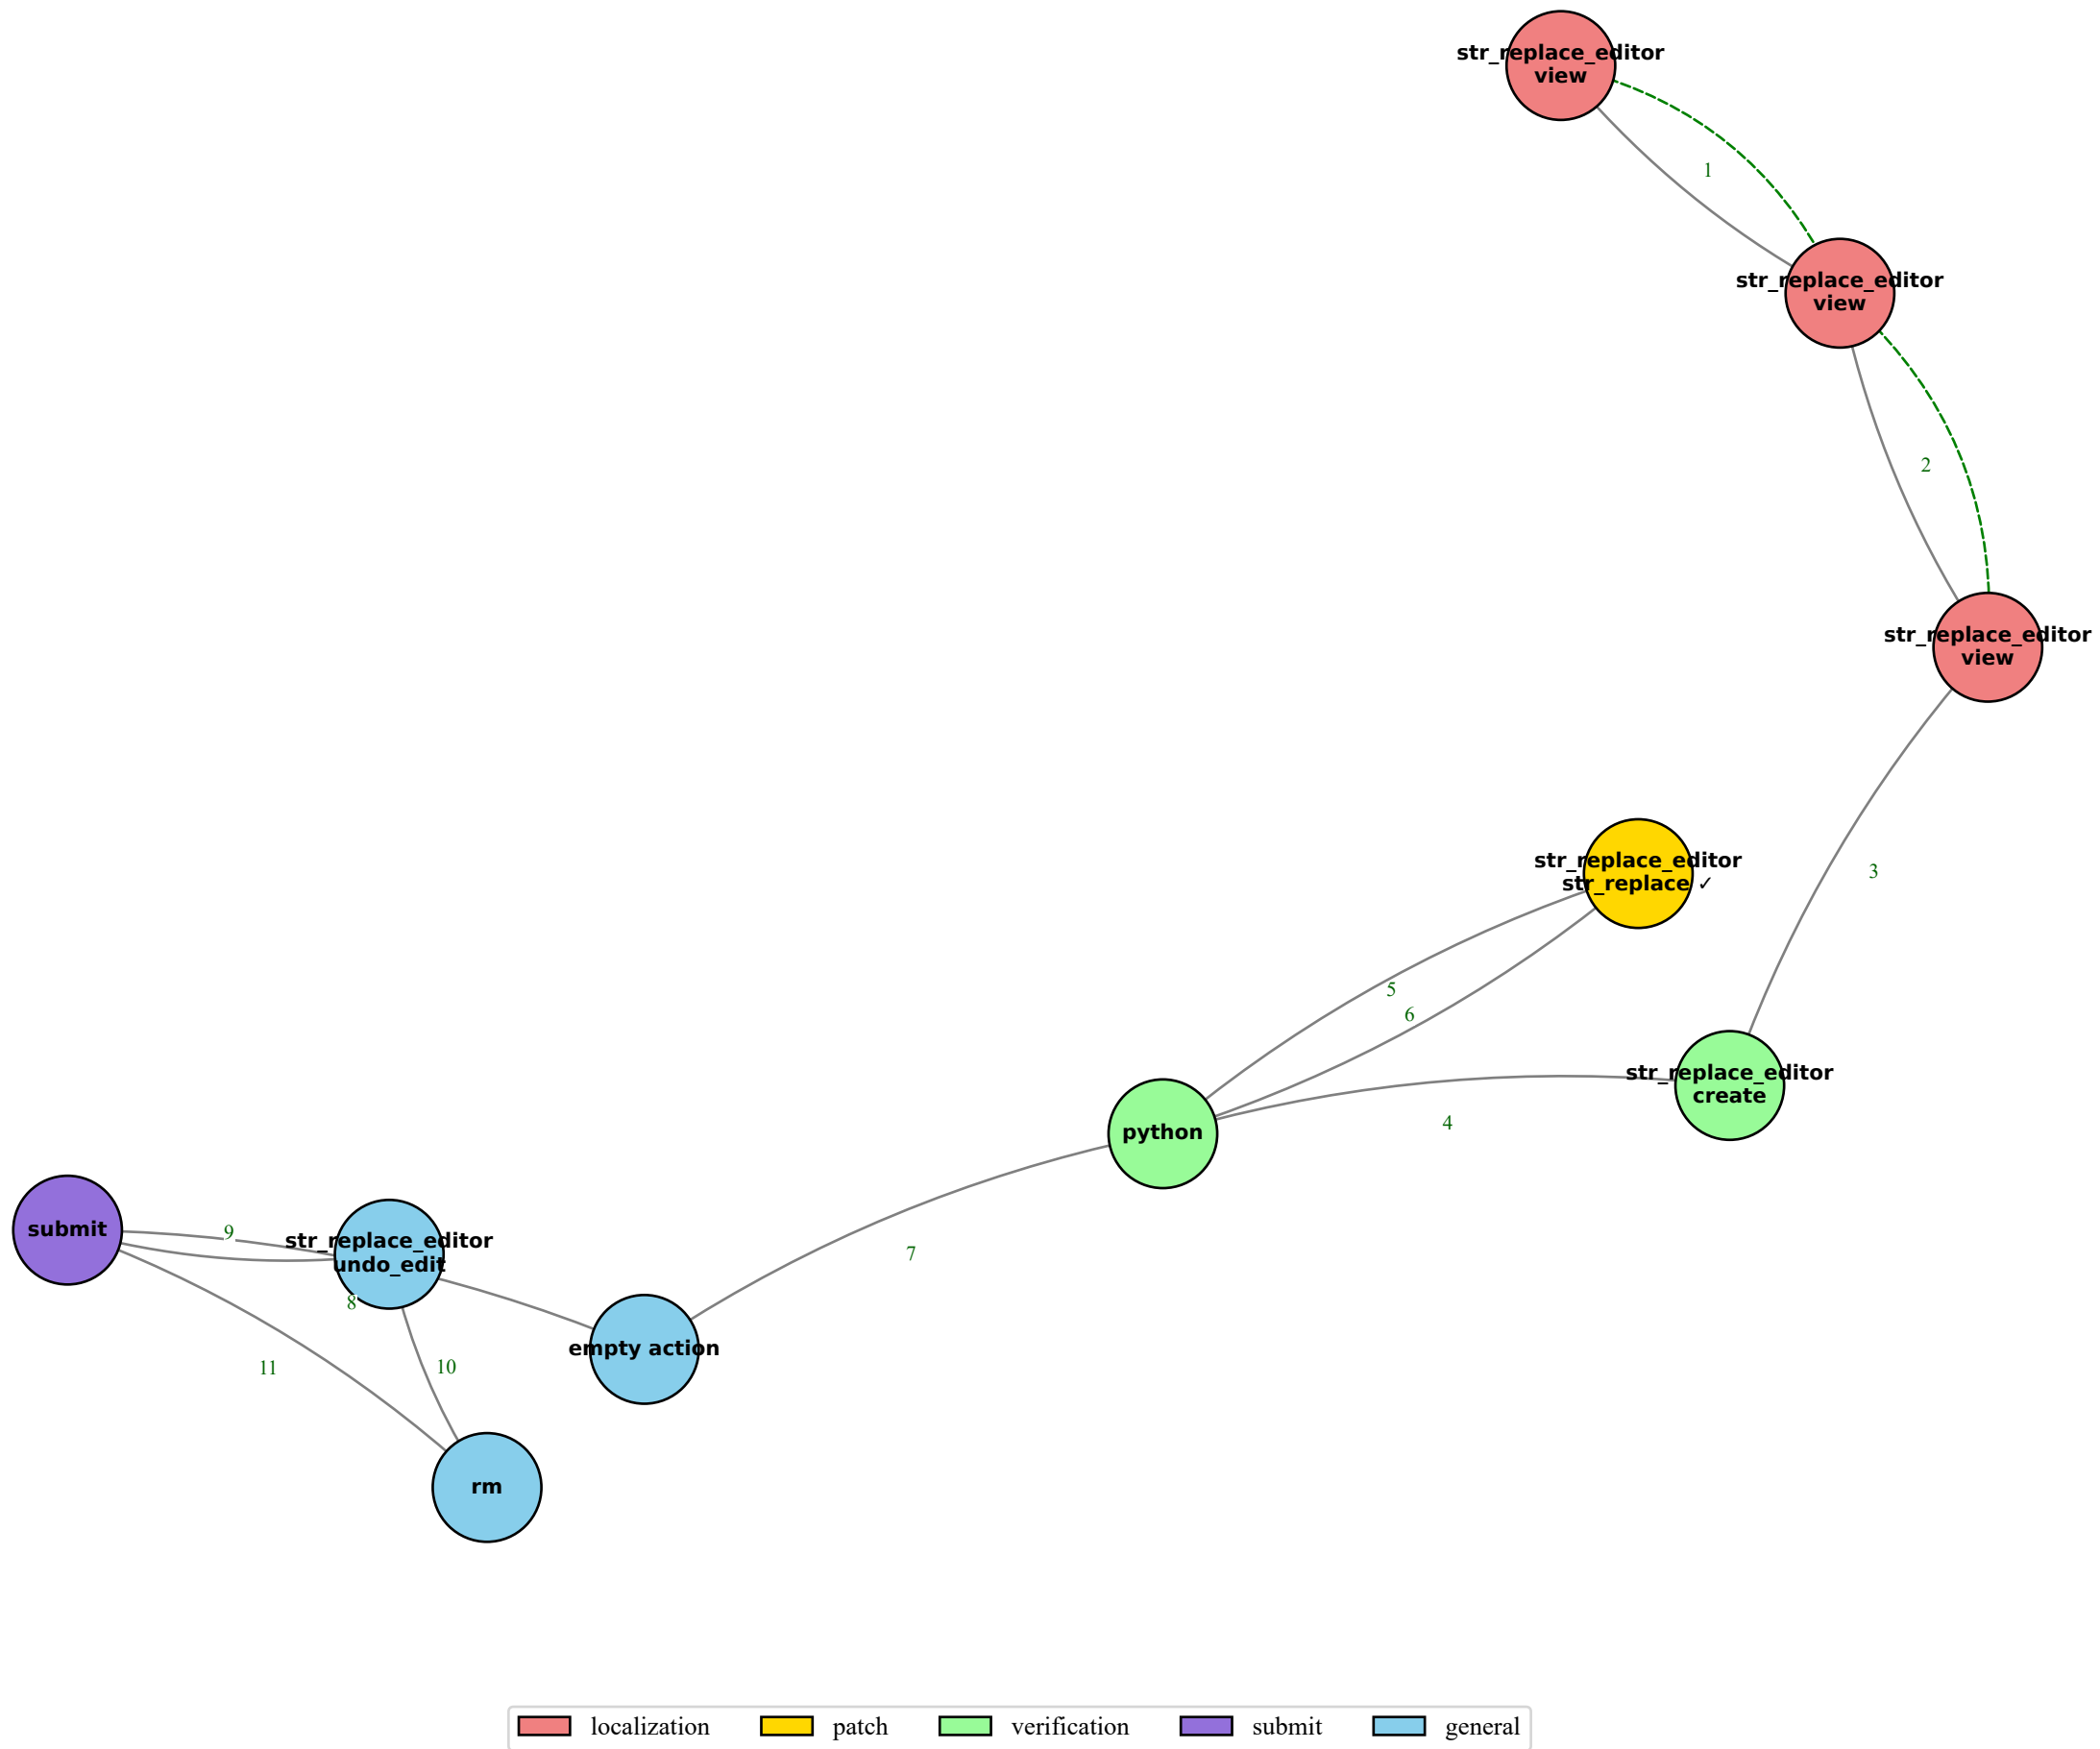 str_replace_editor
view
1
str_replace_editor
view
2
str_replace_editor
view
3
str_replace_editor
str_replace ✓
5
6
str_replace_editor
create
4
python
7
submit
9
str_replace_editor
undo_edit
8
empty action
10
11
rm
localization
patch
verification
submit
general